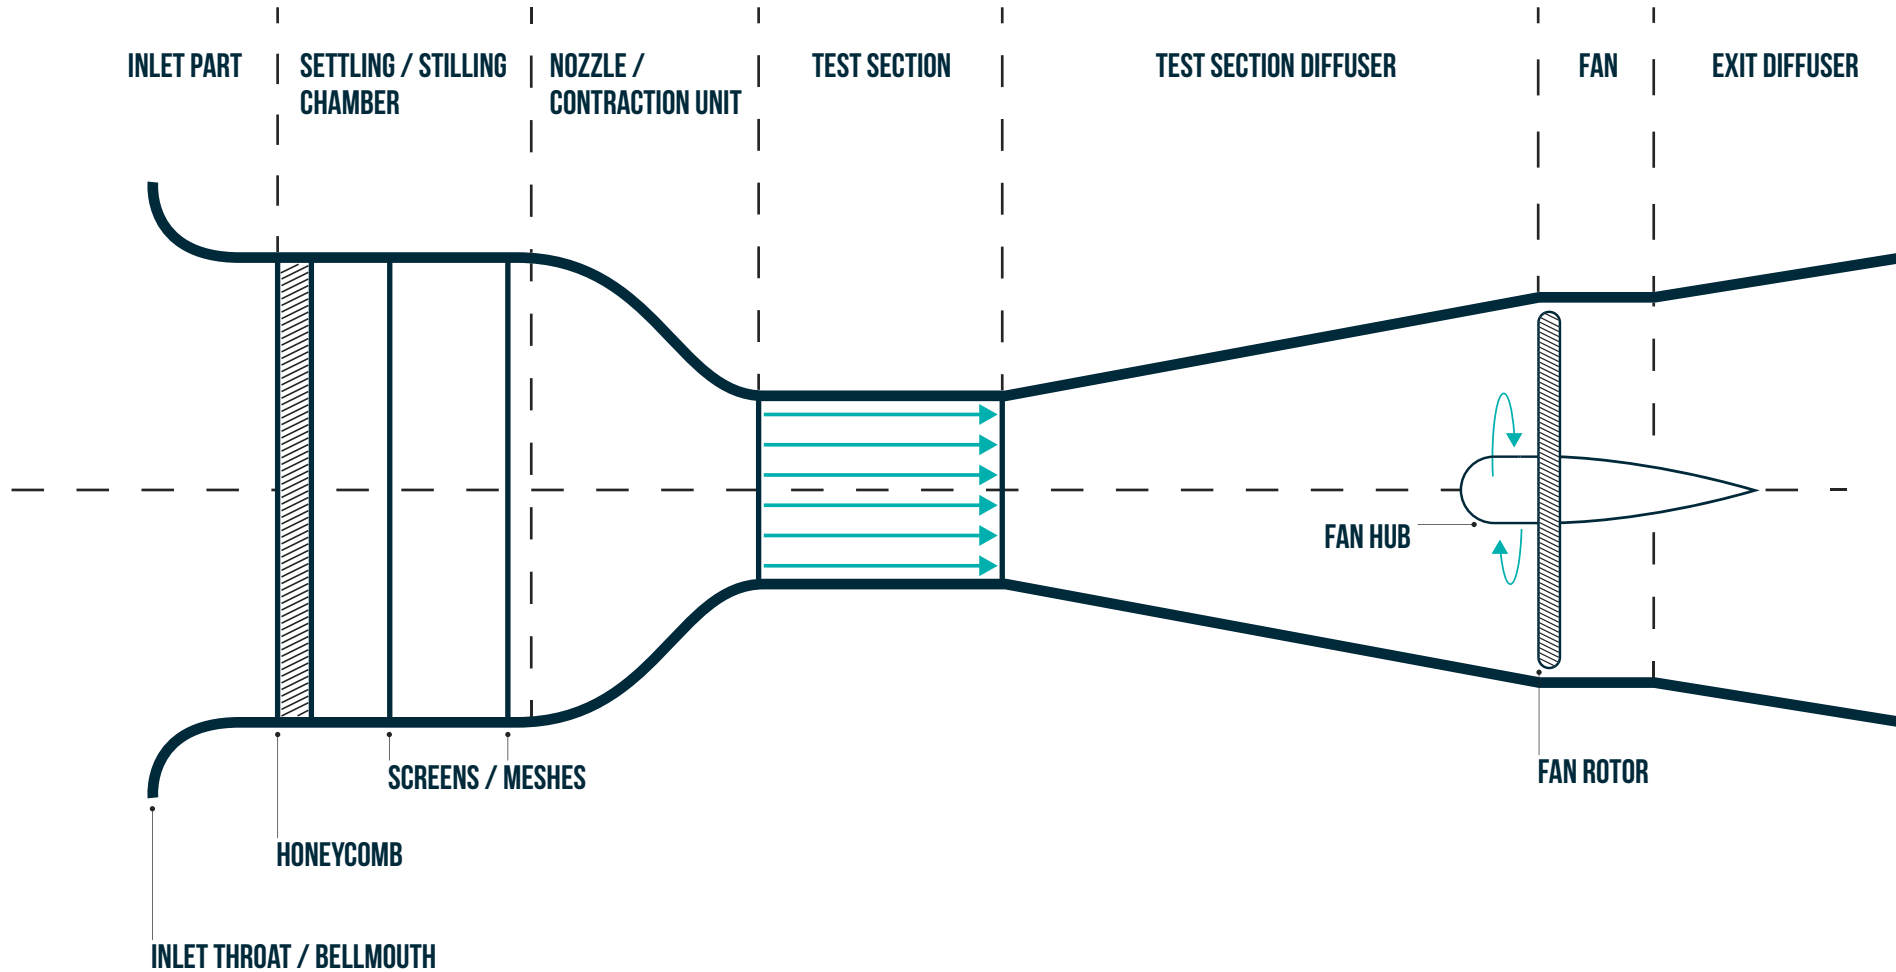 INLET PART
SETTLING / STILLING
CHAMBER
NOZZLE /
CONTRACTION UNIT
TEST SECTION
TEST SECTION DIFFUSER
FAN
EXIT DIFFUSER
FAN HUB
SCREENS / MESHES
FAN ROTOR
HONEYCOMB
INLET THROAT / BELLMOUTH